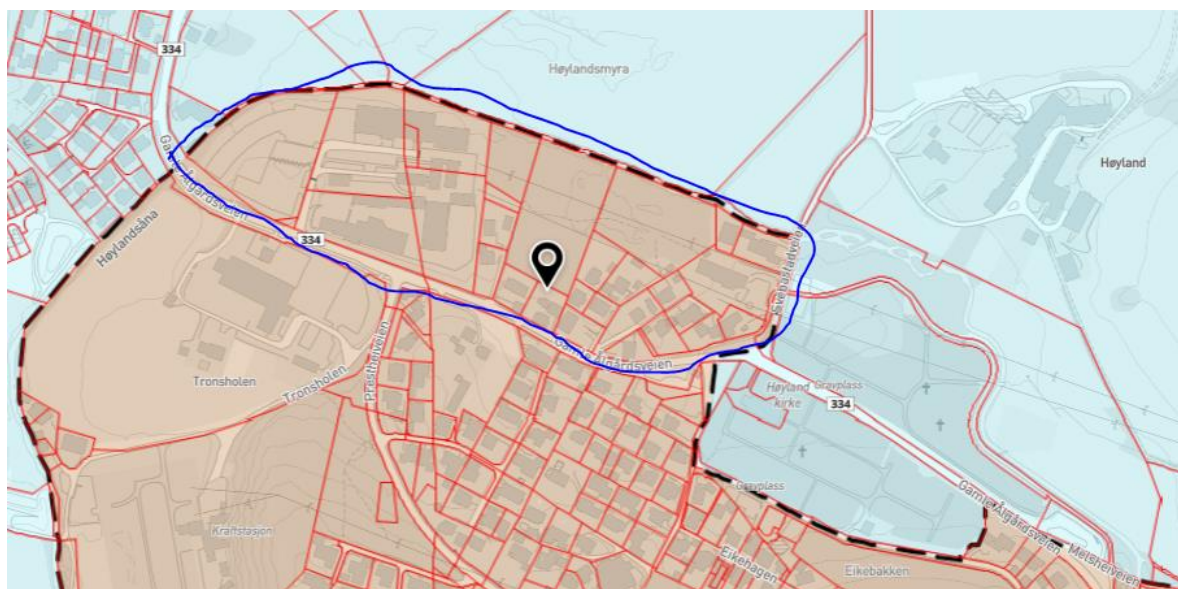 334
Høylandsmyra
Gamle Ålgårdsveien
Høyland
Høylandsåna
334
Svebastadveie
Gamle Ålgårdsveien
Prestheiveien
Tronsholen
Tronsholen
Høyland
kirke
Gravplass
334
Gravplass
Gamle Ålgårdsveien
Kraftstasjon
Eikehagen
Eikebakken
Melsheiveien